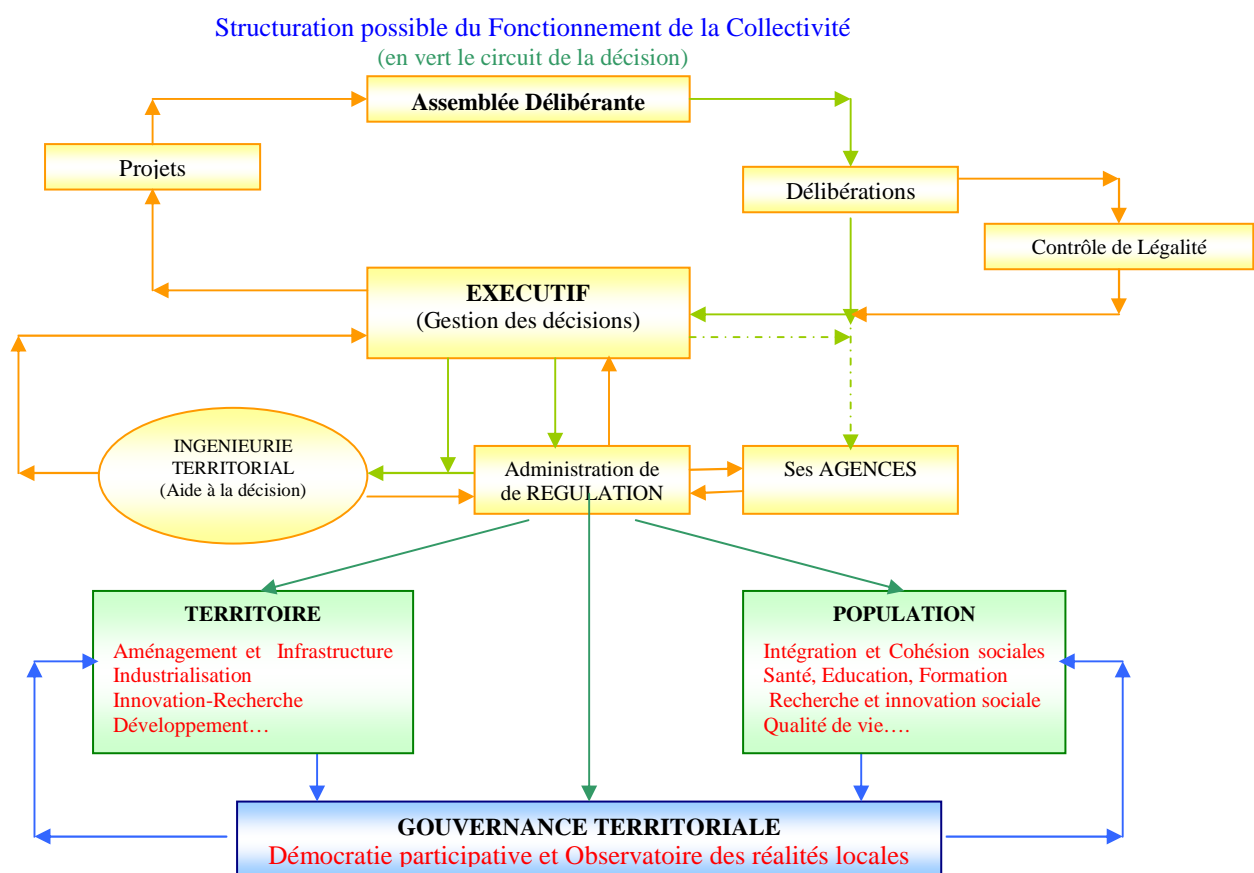 Structuration possible du Fonctionnement de la Collectivité
(en vert le circuit de la décision)
Assemblée Délibérante
Projets
Délibérations
Contrôle de Légalité
EXECUTIF
(Gestion des décisions)
INGENIEURIE
TERRITORIAL
(Aide à la décision)
Administration de
de REGULATION
Ses AGENCES
TERRITOIRE
Aménagement et Infrastructure
Industrialisation
Innovation-Recherche
Développement…
POPULATION
Intégration et Cohésion sociales
Santé, Education, Formation
Recherche et innovation sociale
Qualité de vie….
GOUVERNANCE TERRITORIALE
Démocratie participative et Observatoire des réalités locales